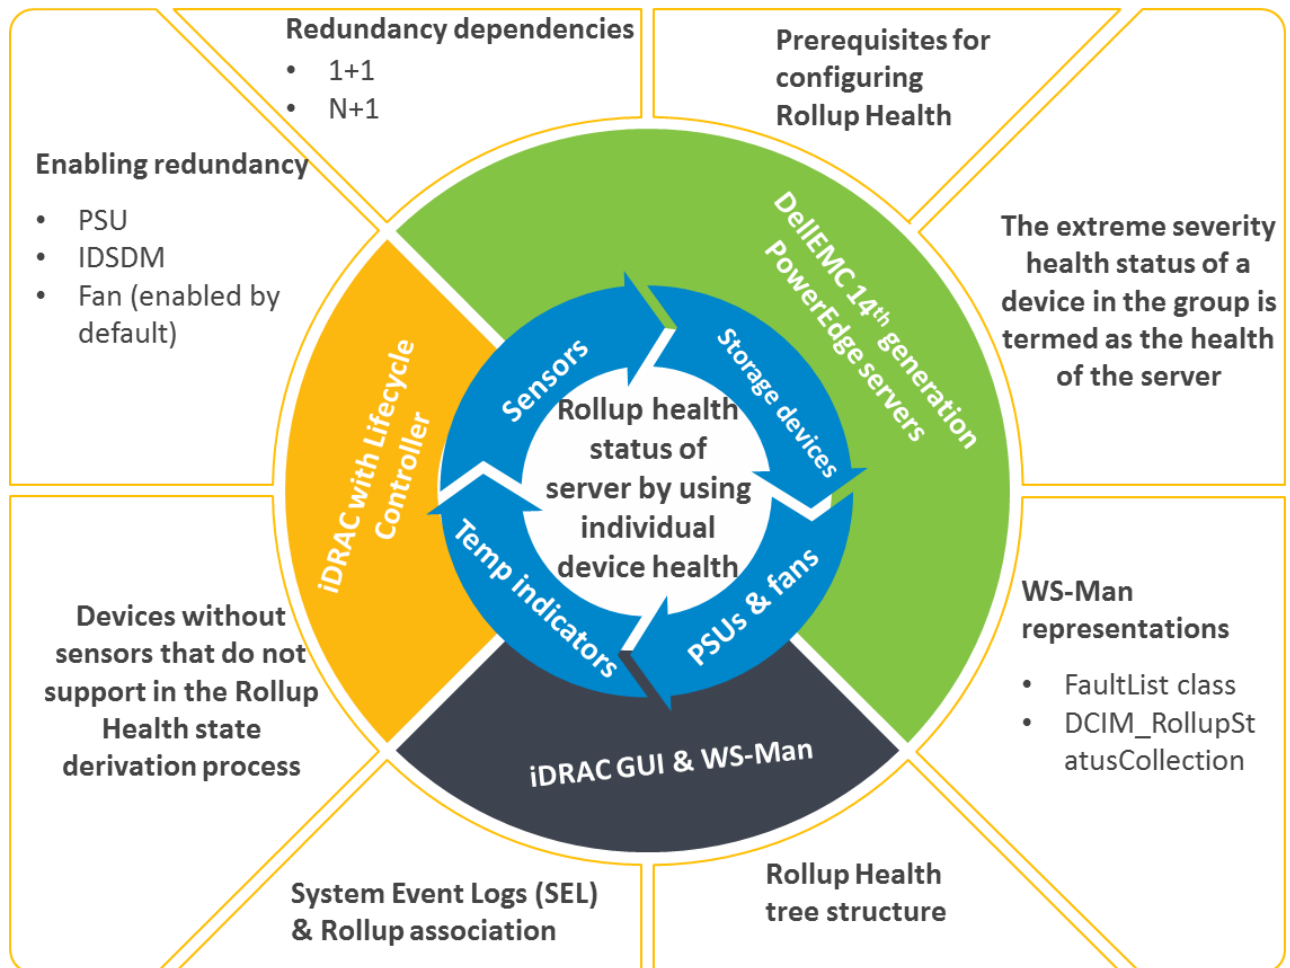 Redundancy dependencies
• 1+1
• N+1
Prerequisites for
configuring
Rollup Health
Enabling redundancy
• PSU
• IDSDM
• Fan (enabled by
default)
The extreme severity
health status of a
device in the group is
termed as the health
of the server
DellEMC 14th generation
PowerEdge servers
iDRAC with Lifecycle
Controller
Sensors
Storage devices
Rollup health
status of
server by using
individual
device health
Temp indicators
PSUs & fans
iDRAC GUI & WS-Man
Devices without
sensors that do not
support in the Rollup
Health state
derivation process
WS-Man
representations
• FaultList class
• DCIM_RollupSt
atusCollection
System Event Logs (SEL)
& Rollup association
Rollup Health
tree structure